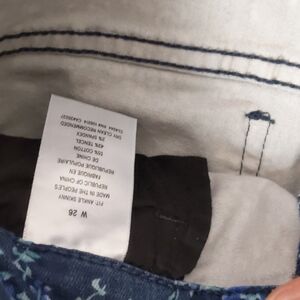 W 26
FIT: ANKLE SKINNY
MADE IN THE PEOPLE'S
REPUBLIC OF CHINA
FABRIQUE EN
REPUBLIQUE POPULAIRE
DE CHINE
55% COTTON
43% TENCEL
2% SPANDEX
DRY CLEAN RECOMMENDED